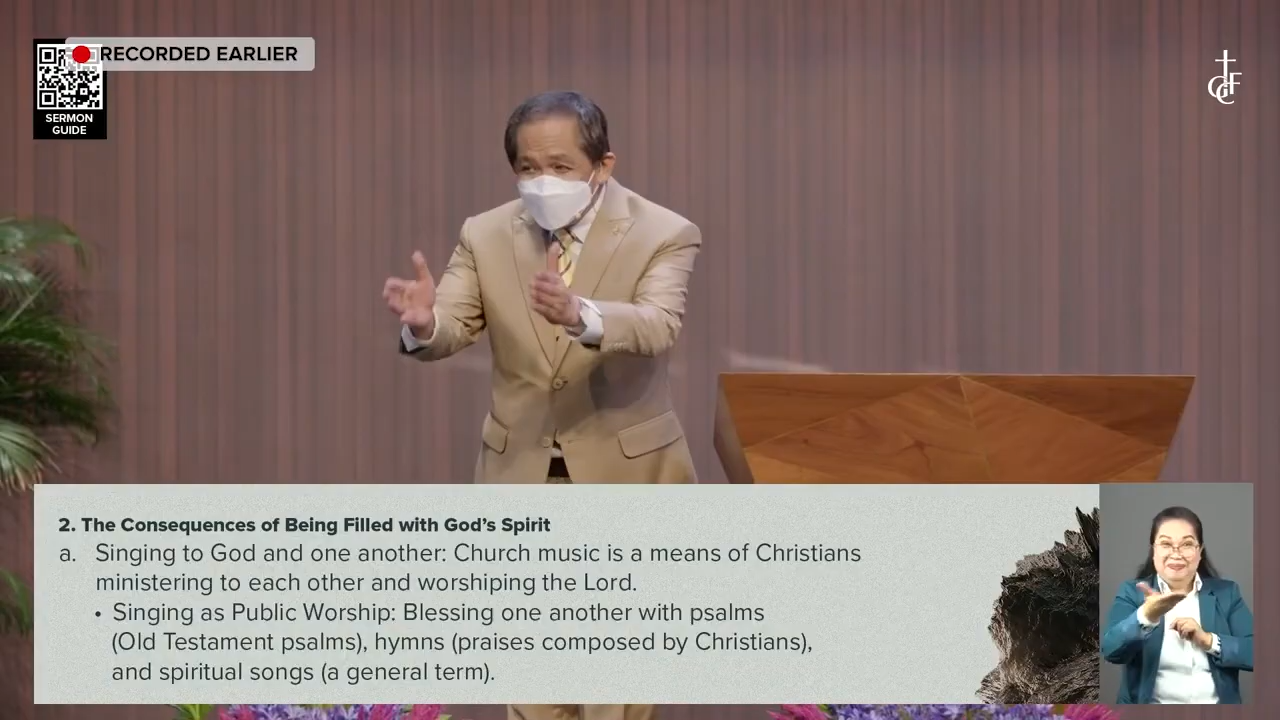 RECORDED EARLIER
SERMON
GUIDE
GCF
2. The Consequences of Being Filled with God’s Spirit
a. Singing to God and one another: Church music is a means of Christians
ministering to each other and worshiping the Lord.
• Singing as Public Worship: Blessing one another with psalms
(Old Testament psalms), hymns (praises composed by Christians),
and spiritual songs (a general term).